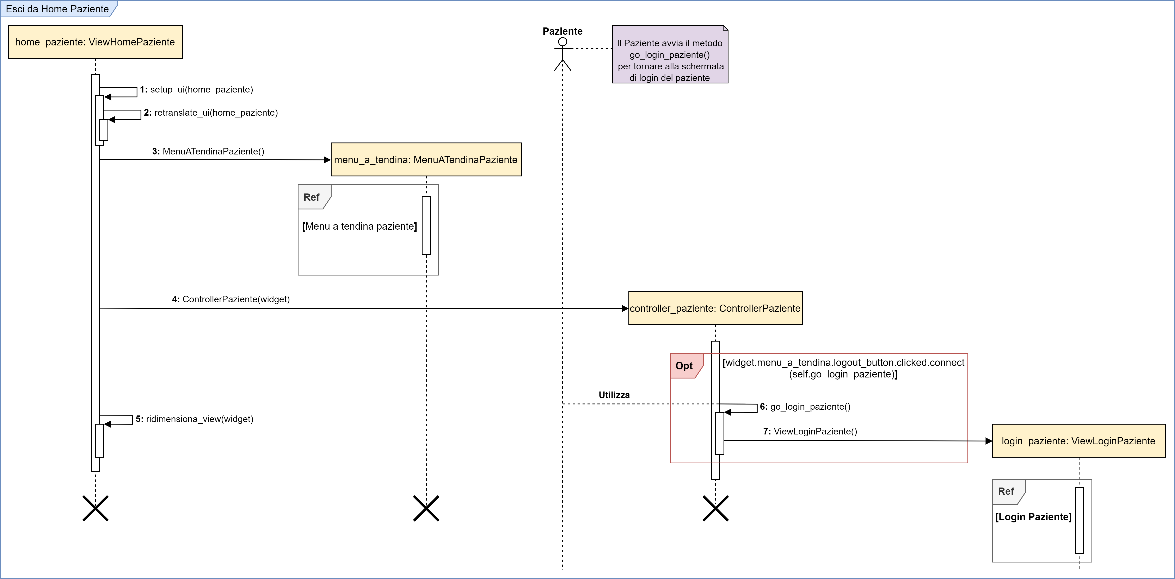 Esci da Home Paziente
home_paziente: ViewHomePaziente
Paziente
Il Paziente avvia il metodo
go_login_paziente()
per tornare alla schermata
di login del paziente
1: setup_ui(home_paziente)
2: retranslate_ui(home_paziente)
3: MenuATendinaPaziente()
menu_a_tendina: MenuATendinaPaziente
Ref
[Menu a tendina paziente]
4: ControllerPaziente(widget)
controller_paziente: ControllerPaziente
Opt
[widget.menu_a_tendina.logout_button.clicked.connect
(self.go_login_paziente)]
Utilizza
6: go_login_paziente()
5: ridimensiona_view(widget)
7: ViewLoginPaziente()
login_paziente: ViewLoginPaziente
Ref
[Login Paziente]